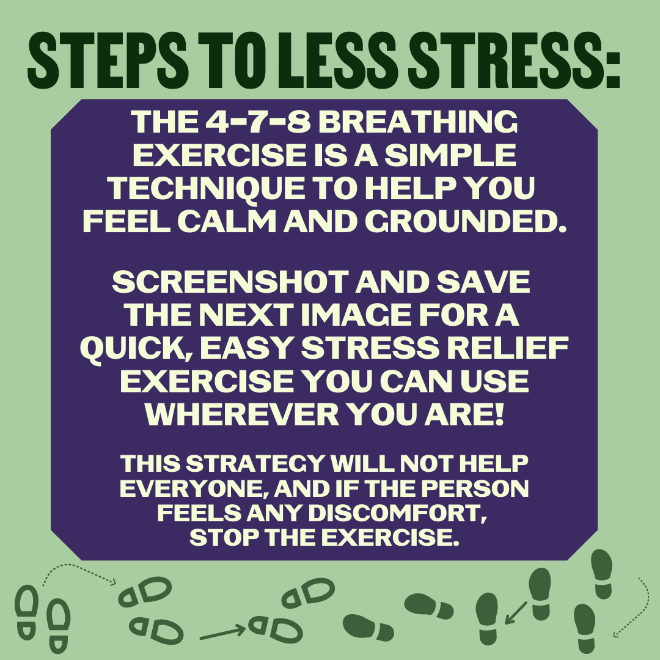 STEPS TO LESS STRESS:
THE 4-7-8 BREATHING
EXERCISE IS A SIMPLE
TECHNIQUE TO HELP YOU
FEEL CALM AND GROUNDED.
SCREENSHOT AND SAVE
THE NEXT IMAGE FOR A
QUICK, EASY STRESS RELIEF
EXERCISE YOU CAN USE
WHEREVER YOU ARE!
THIS STRATEGY WILL NOT HELP
EVERYONE, AND IF THE PERSON
FEELS ANY DISCOMFORT,
STOP THE EXERCISE.